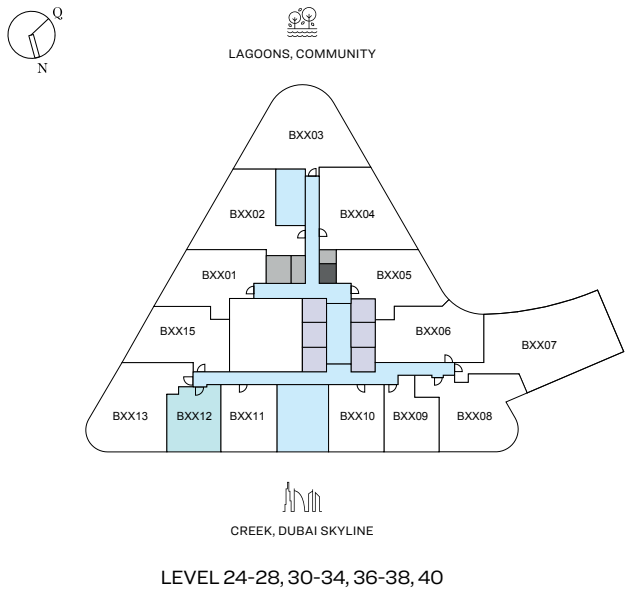 Q
N
LAGOONS, COMMUNITY
BXX03
BXX02
BXX04
BXX01
BXX05
BXX15
BXX06
BXX07
BXX13
BXX12
BXX11
BXX10
BXX09
BXX08
CREEK, DUBAI SKYLINE
LEVEL 24-28, 30-34, 36-38, 40